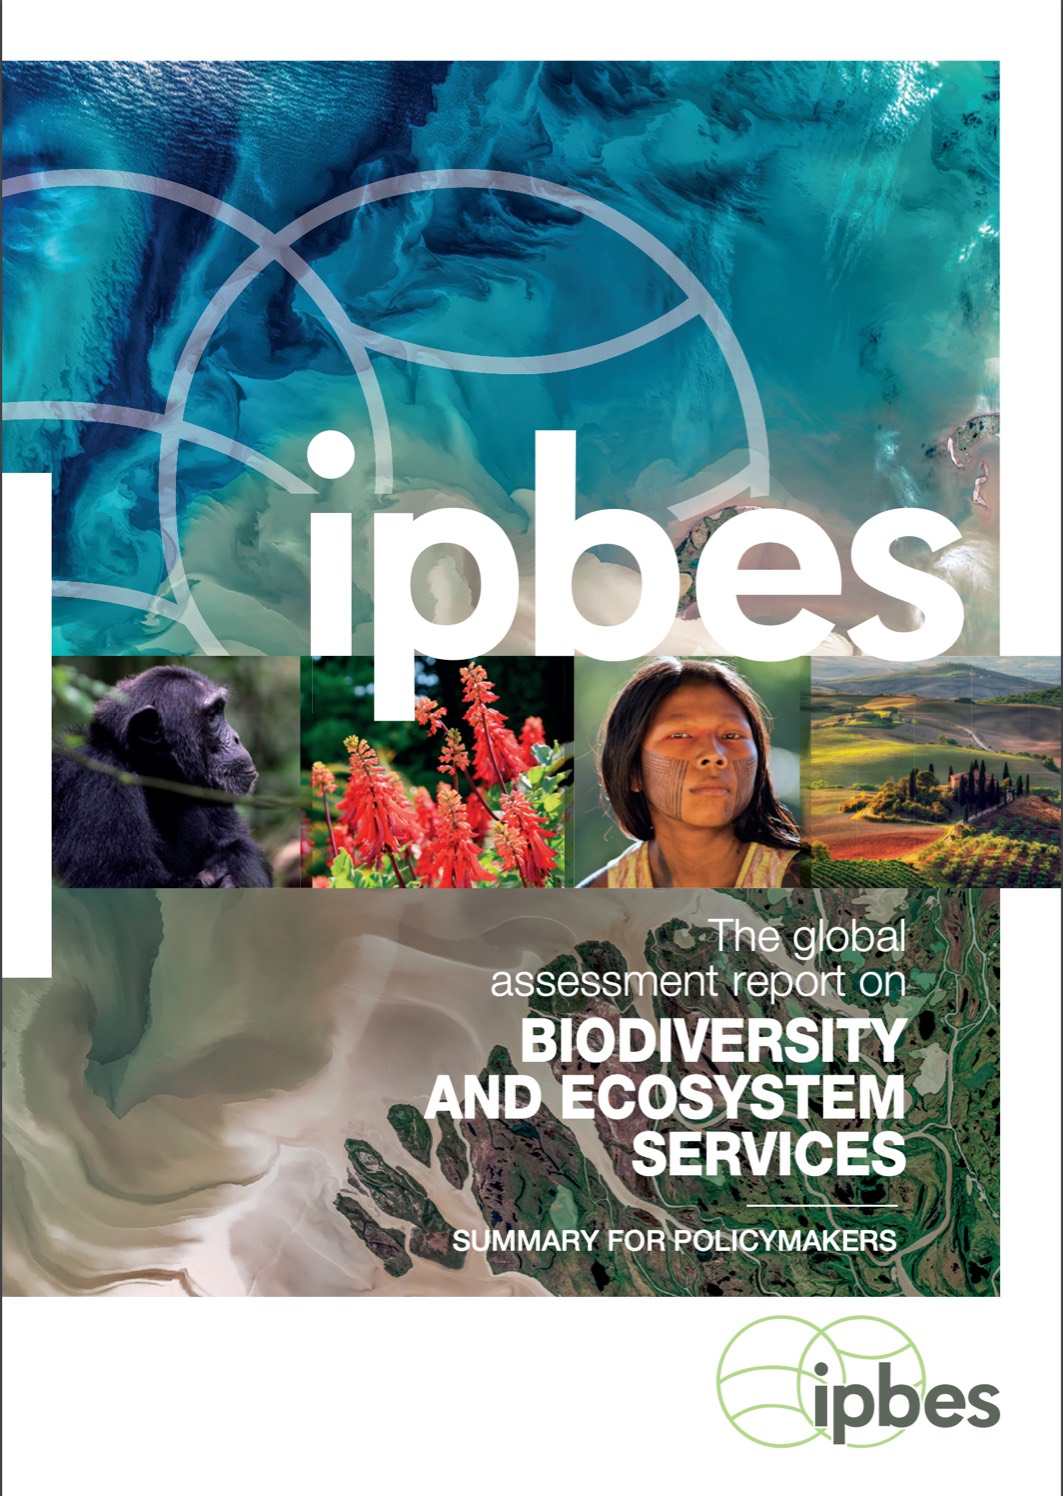 ipbes
The global
assessment report on
BIODIVERSITY
AND ECOSYSTEM
SERVICES
SUMMARY FOR POLICYMAKERS
ipbes